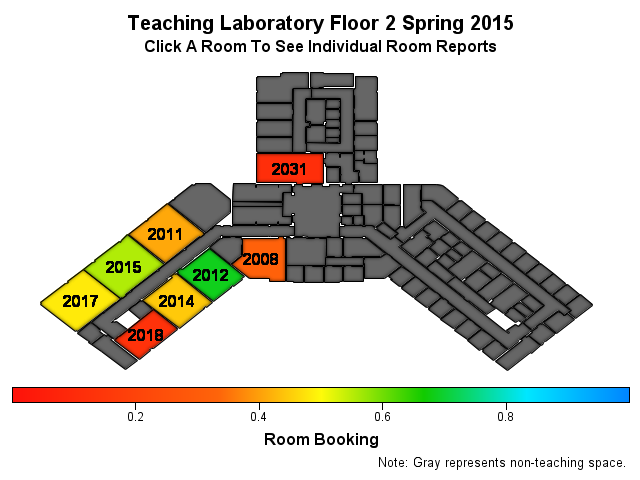 Teaching Laboratory Floor 2 Spring 2015
Click A Room To See Individual Room Reports
2031
2011
2015
2012
2008
2017
2014
2018
0.2 0.4 0.6 0.8
Room Booking
Note: Gray represents non-teaching space.